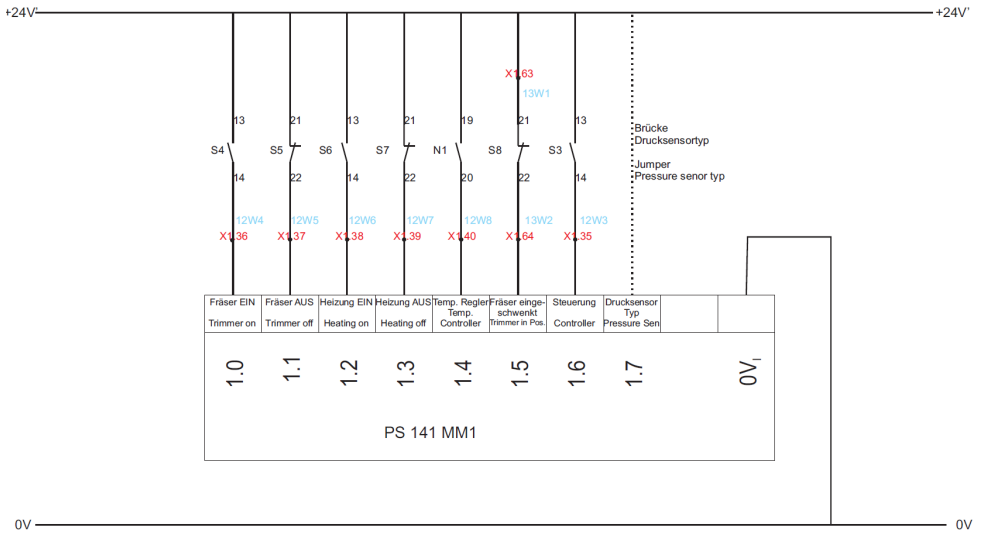 +24V'
+24V'
X1.63
13W1
13
21
13
21
19
21
13
Brücke
Drucksensortyp
S4
S5
S6
S7
N1
S8
S3
Jumper
Pressure senor typ
14
22
14
22
20
22
14
12W4
12W5
12W6
12W7
12W8
13W2
12W3
X1.36
X1.37
X1.38
X1.39
X1.40
X1.64
X1.35
Fräser EIN
Trimmer on
Fräser AUS
Trimmer off
Heizung EIN
Heating on
Heizung AUS
Heating off
Temp. Regler
Temp.
Controller
Fräser einge-
schwenkt
Trimmer in Pos.
Steuerung
Controller
Drucksensor
Typ
Pressure Sen
1.0
1.1
1.2
1.3
1.4
1.5
1.6
1.7
0VI
PS 141 MM1
0V
0V